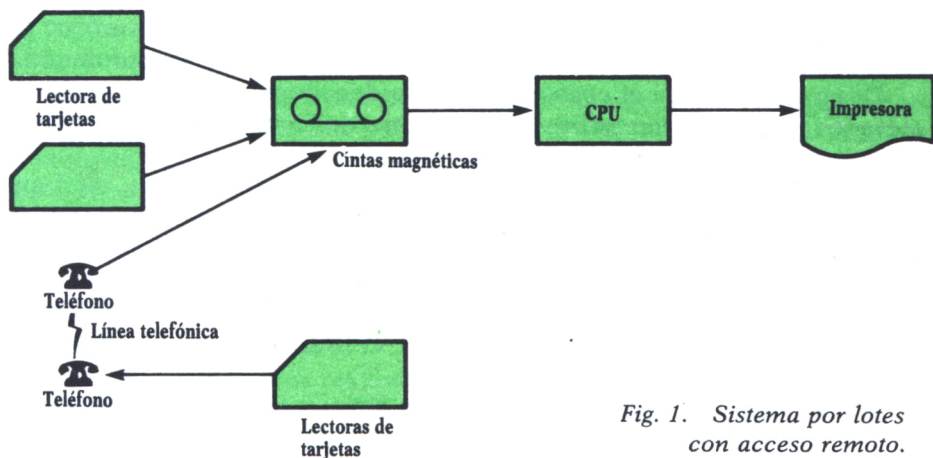 Lectora de
tarjetas
Cintas magnéticas
CPU
Impresora
Teléfono
Línea telefónica
Teléfono
Lectoras de
tarjetas
Fig. 1. Sistema por lotes
con acceso remoto.